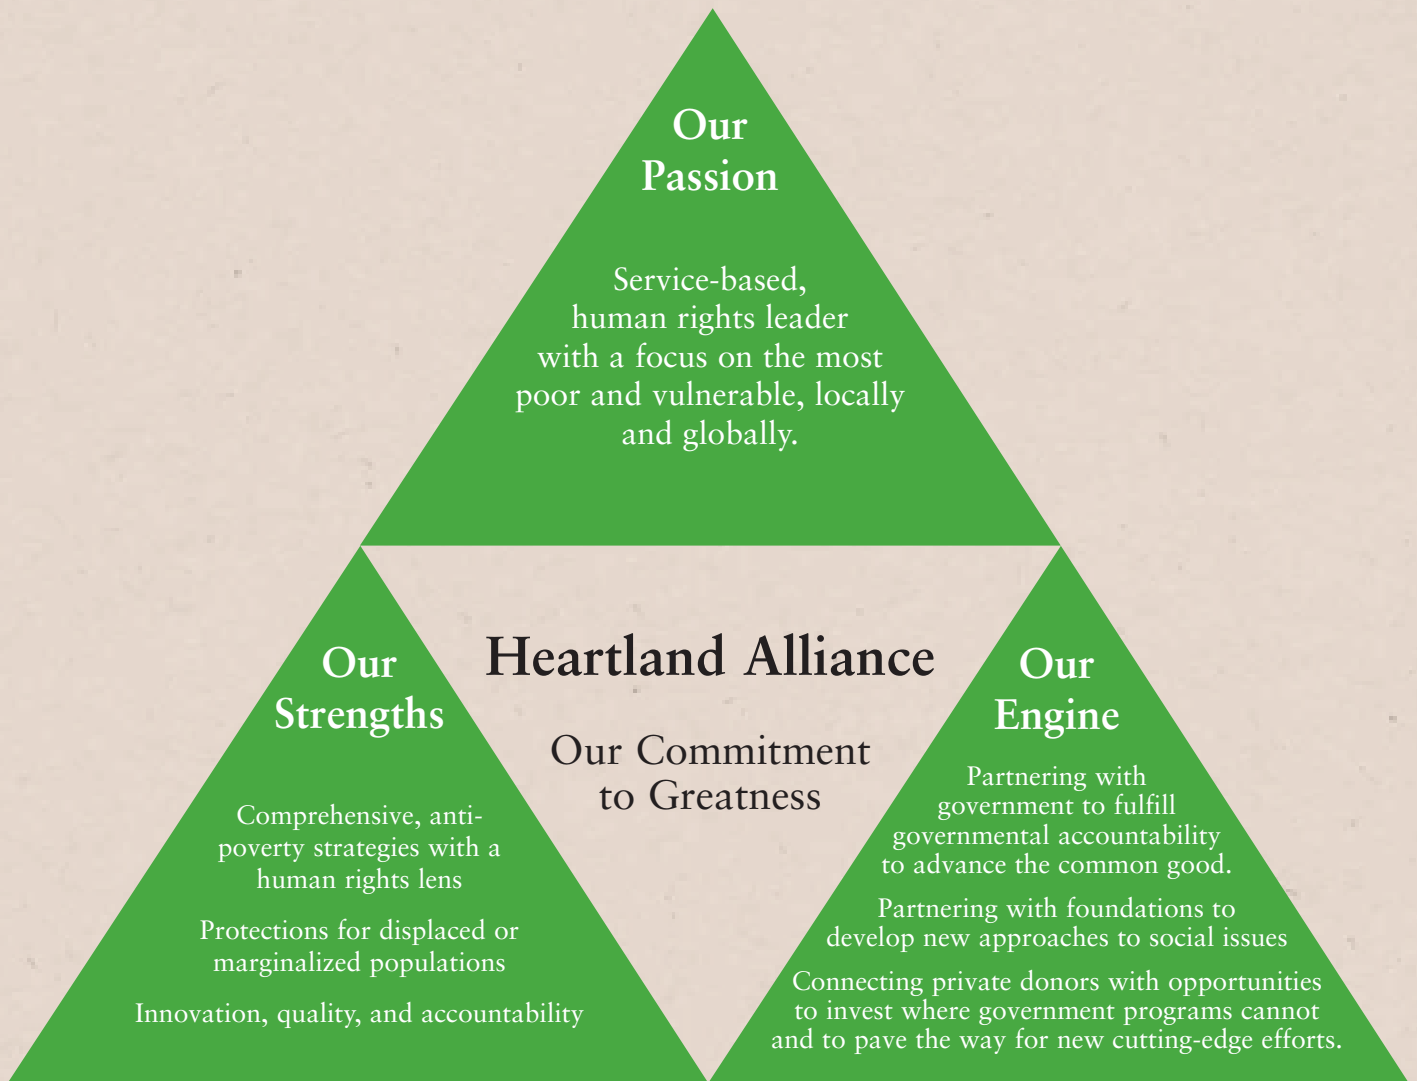 Our
Passion
Service-based,
human rights leader
with a focus on the most
poor and vulnerable, locally
and globally.
Heartland Alliance
Our Commitment
to Greatness
Our
Strengths
Comprehensive, anti-
poverty strategies with a
human rights lens
Protections for displaced or
marginalized populations
Innovation, quality, and accountability
Our
Engine
Partnering with
government to fulfill
governmental accountability
to advance the common good.
Partnering with foundations to
develop new approaches to social issues
Connecting private donors with opportunities
to invest where government programs cannot
and to pave the way for new cutting-edge efforts.